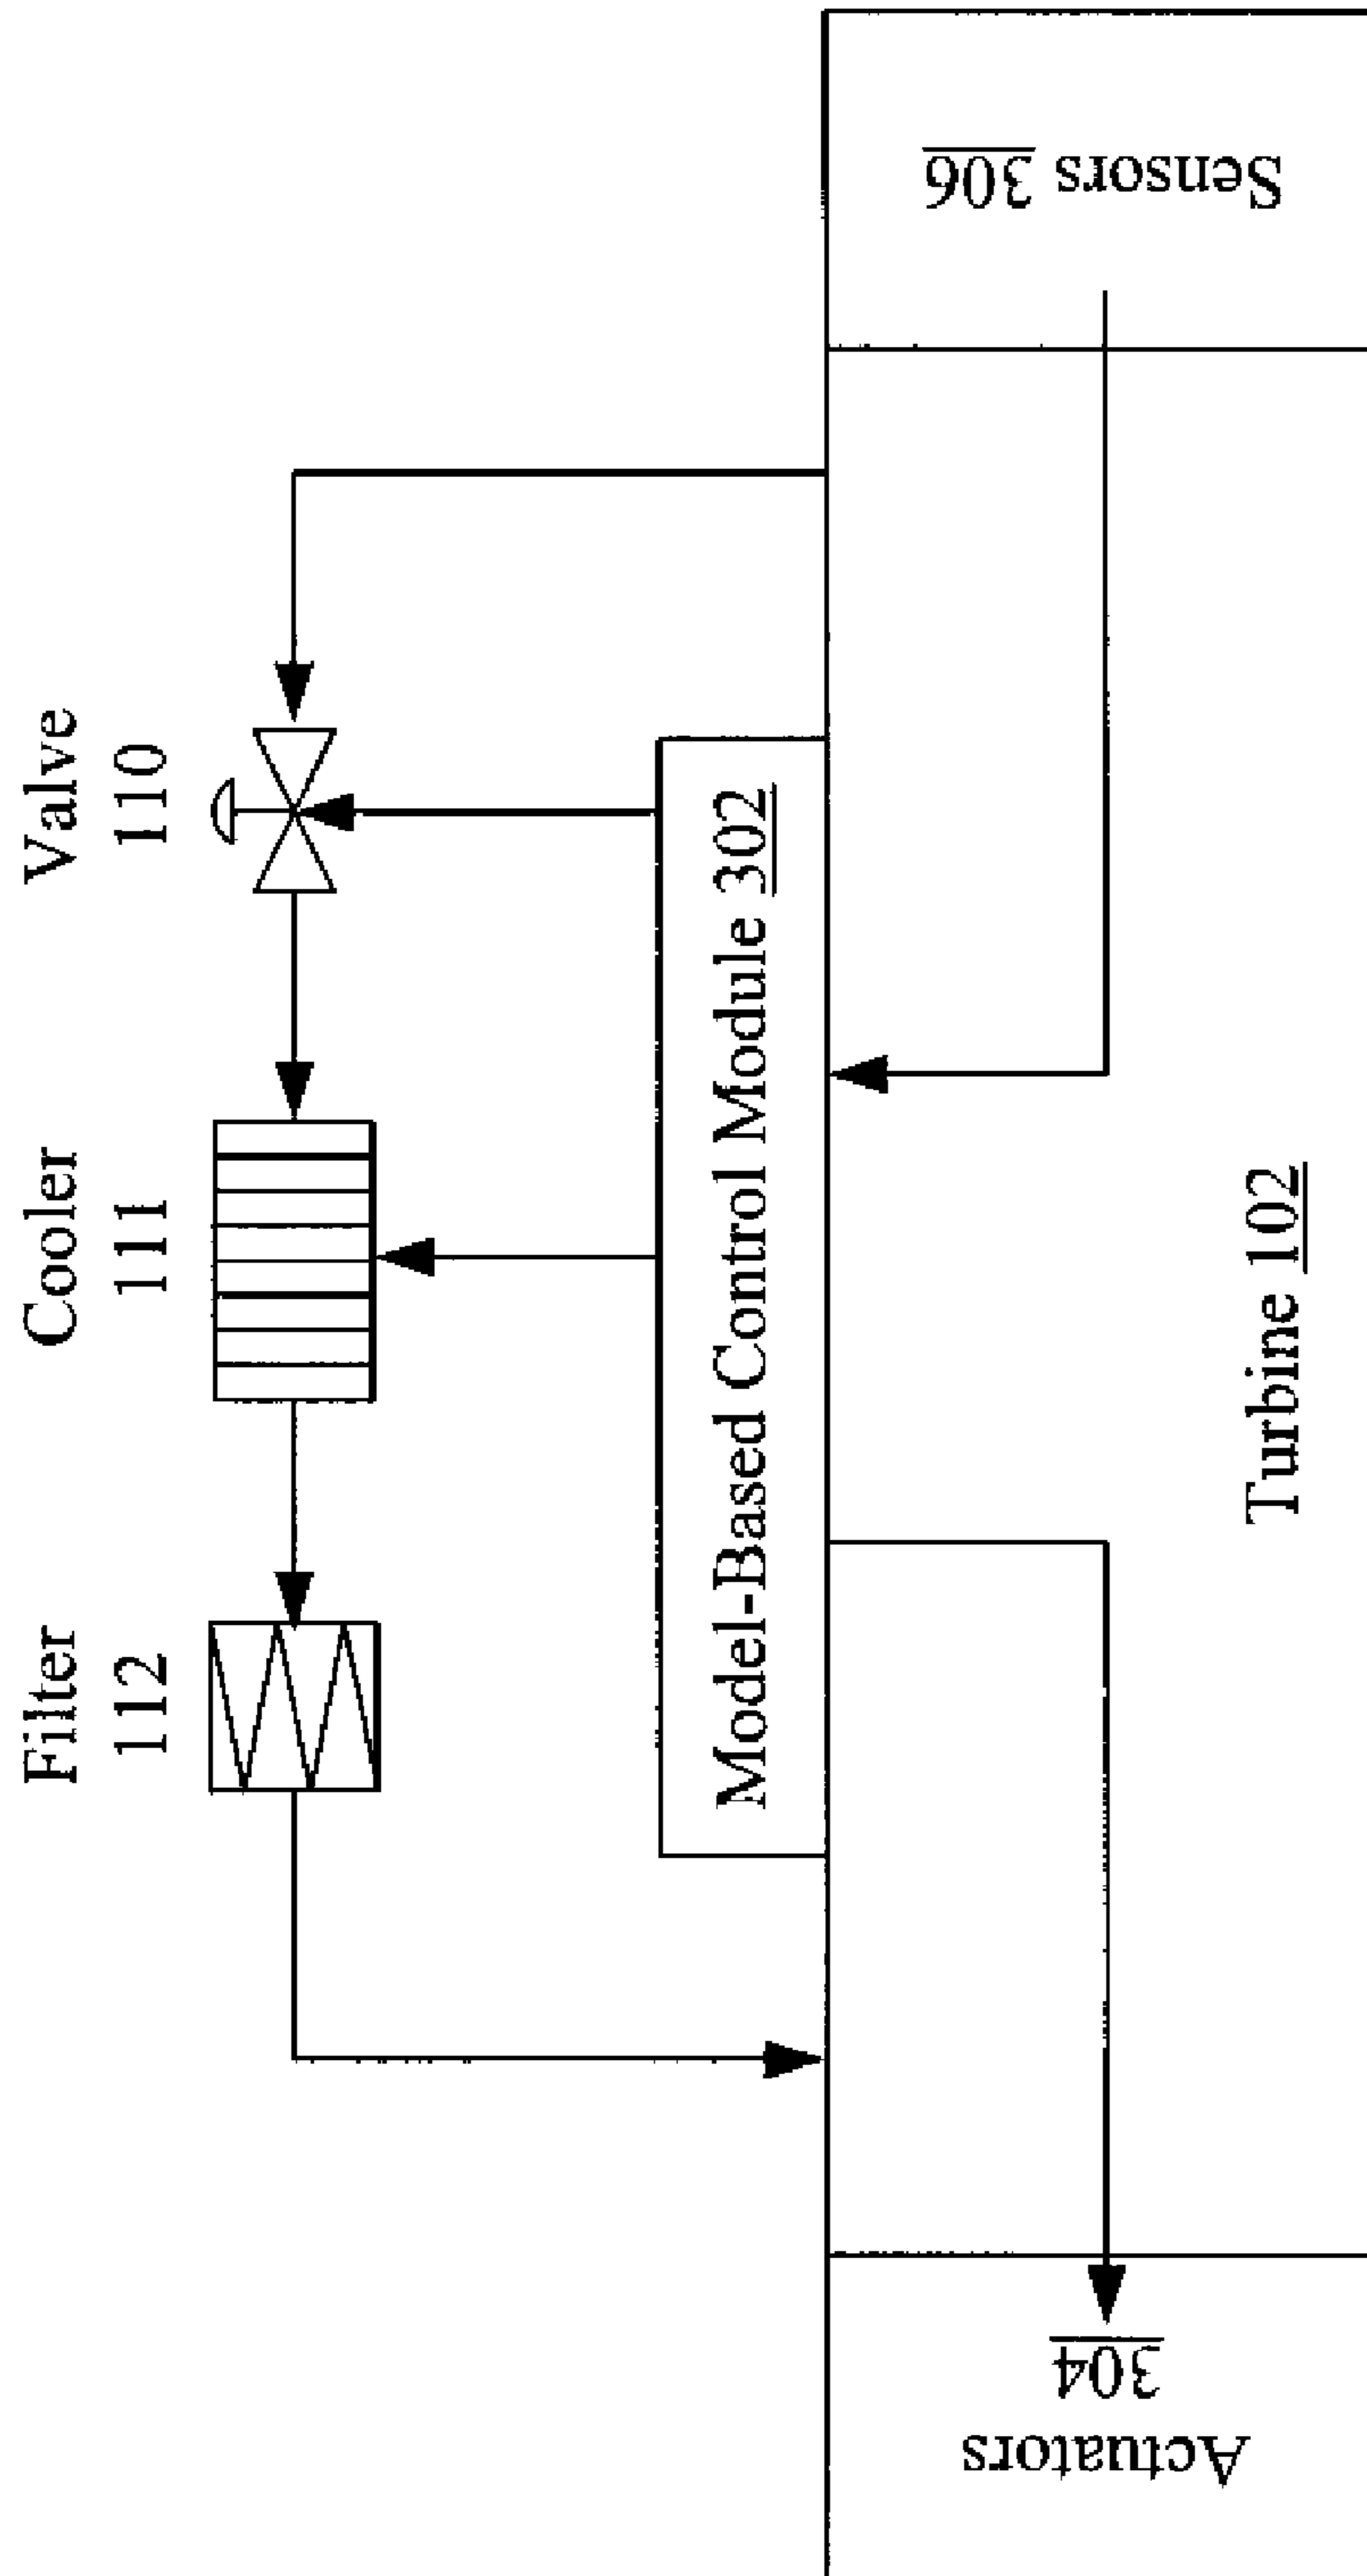 Filter
112
Cooler
111
Valve
110
Model-Based Control Module 302
Actuators
304
Turbine 102
Sensors 306